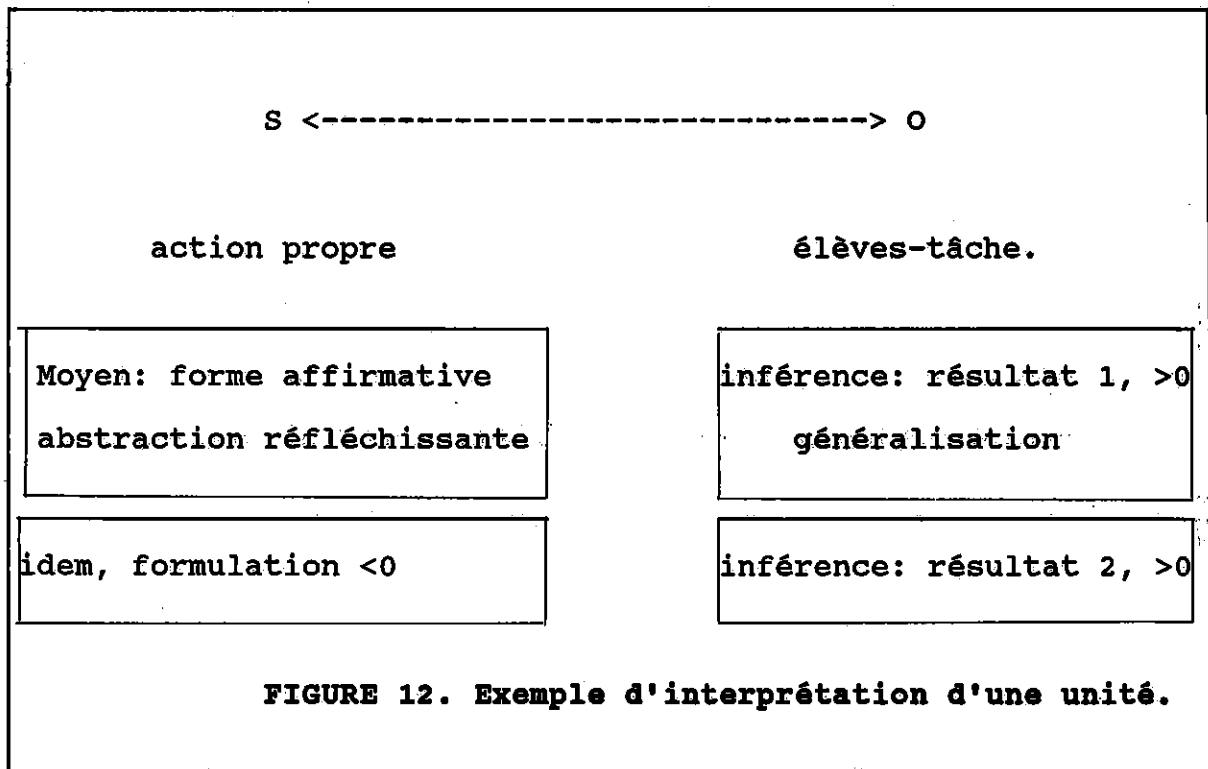 S <------------------------------> O
action propre élèves-tâche.
Moyen: forme affirmative inférence: résultat 1, >0
abstraction réfléchissante généralisation
idem, formulation <0 inférence: résultat 2, >0
FIGURE 12. Exemple d'interprétation d'une unité.